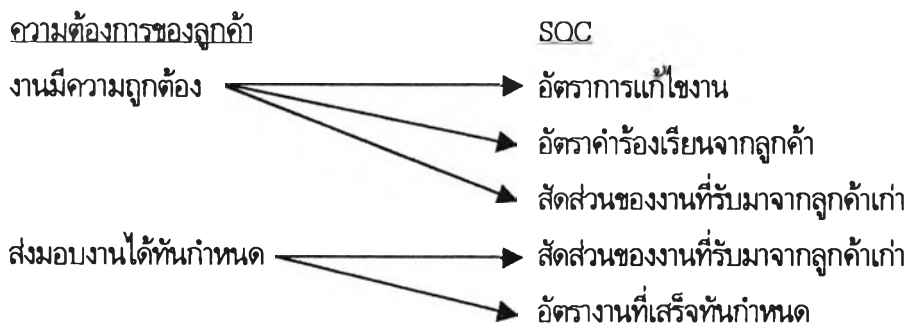 ความต้องการของลูกค้า SQC
งานมีความถูกต้อง อัตราการแก้ไขงาน
อัตราคำร้องเรียนจากลูกค้า
สัดส่วนของงานที่รับมาจากลูกค้าเก่า
ส่งมอบงานได้ทันกำหนด สัดส่วนของงานที่รับมาจากลูกค้าเก่า
อัตรางานที่เสร็จทันกำหนด